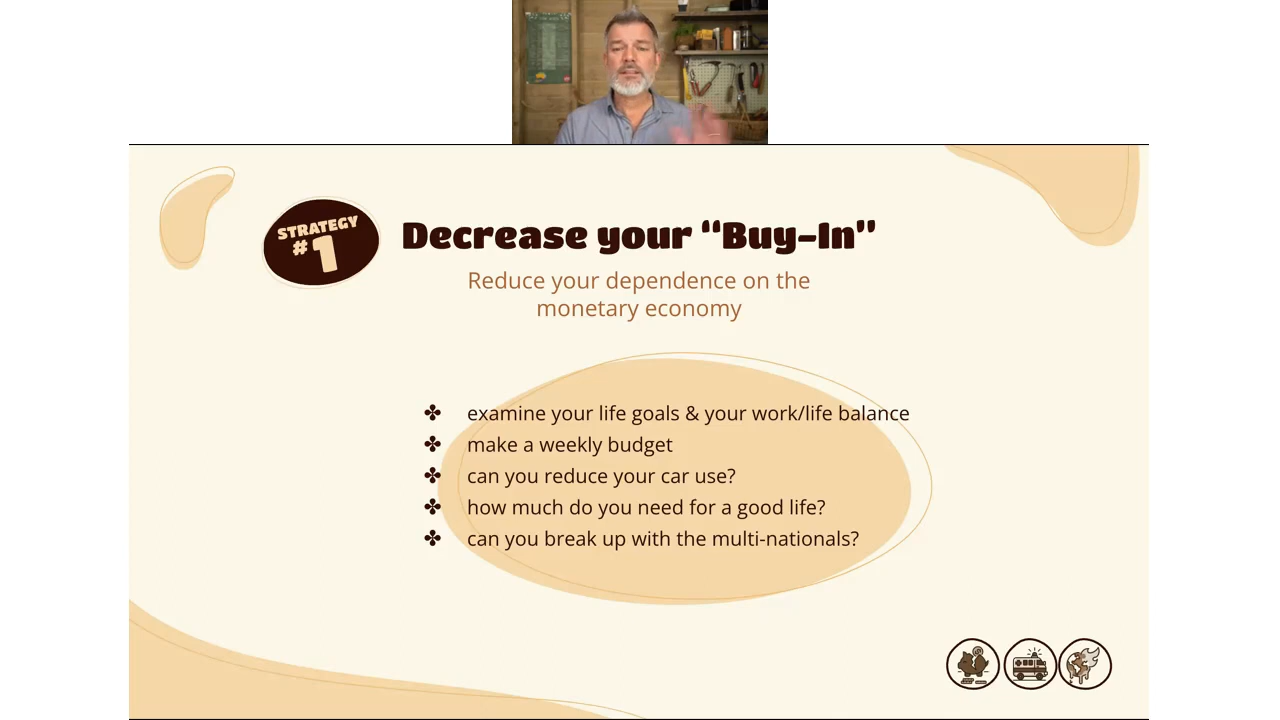 STRATEGY
#1
Decrease your “Buy-In”
Reduce your dependence on the
monetary economy
✤ examine your life goals & your work/life balance
✤ make a weekly budget
✤ can you reduce your car use?
✤ how much do you need for a good life?
✤ can you break up with the multi-nationals?